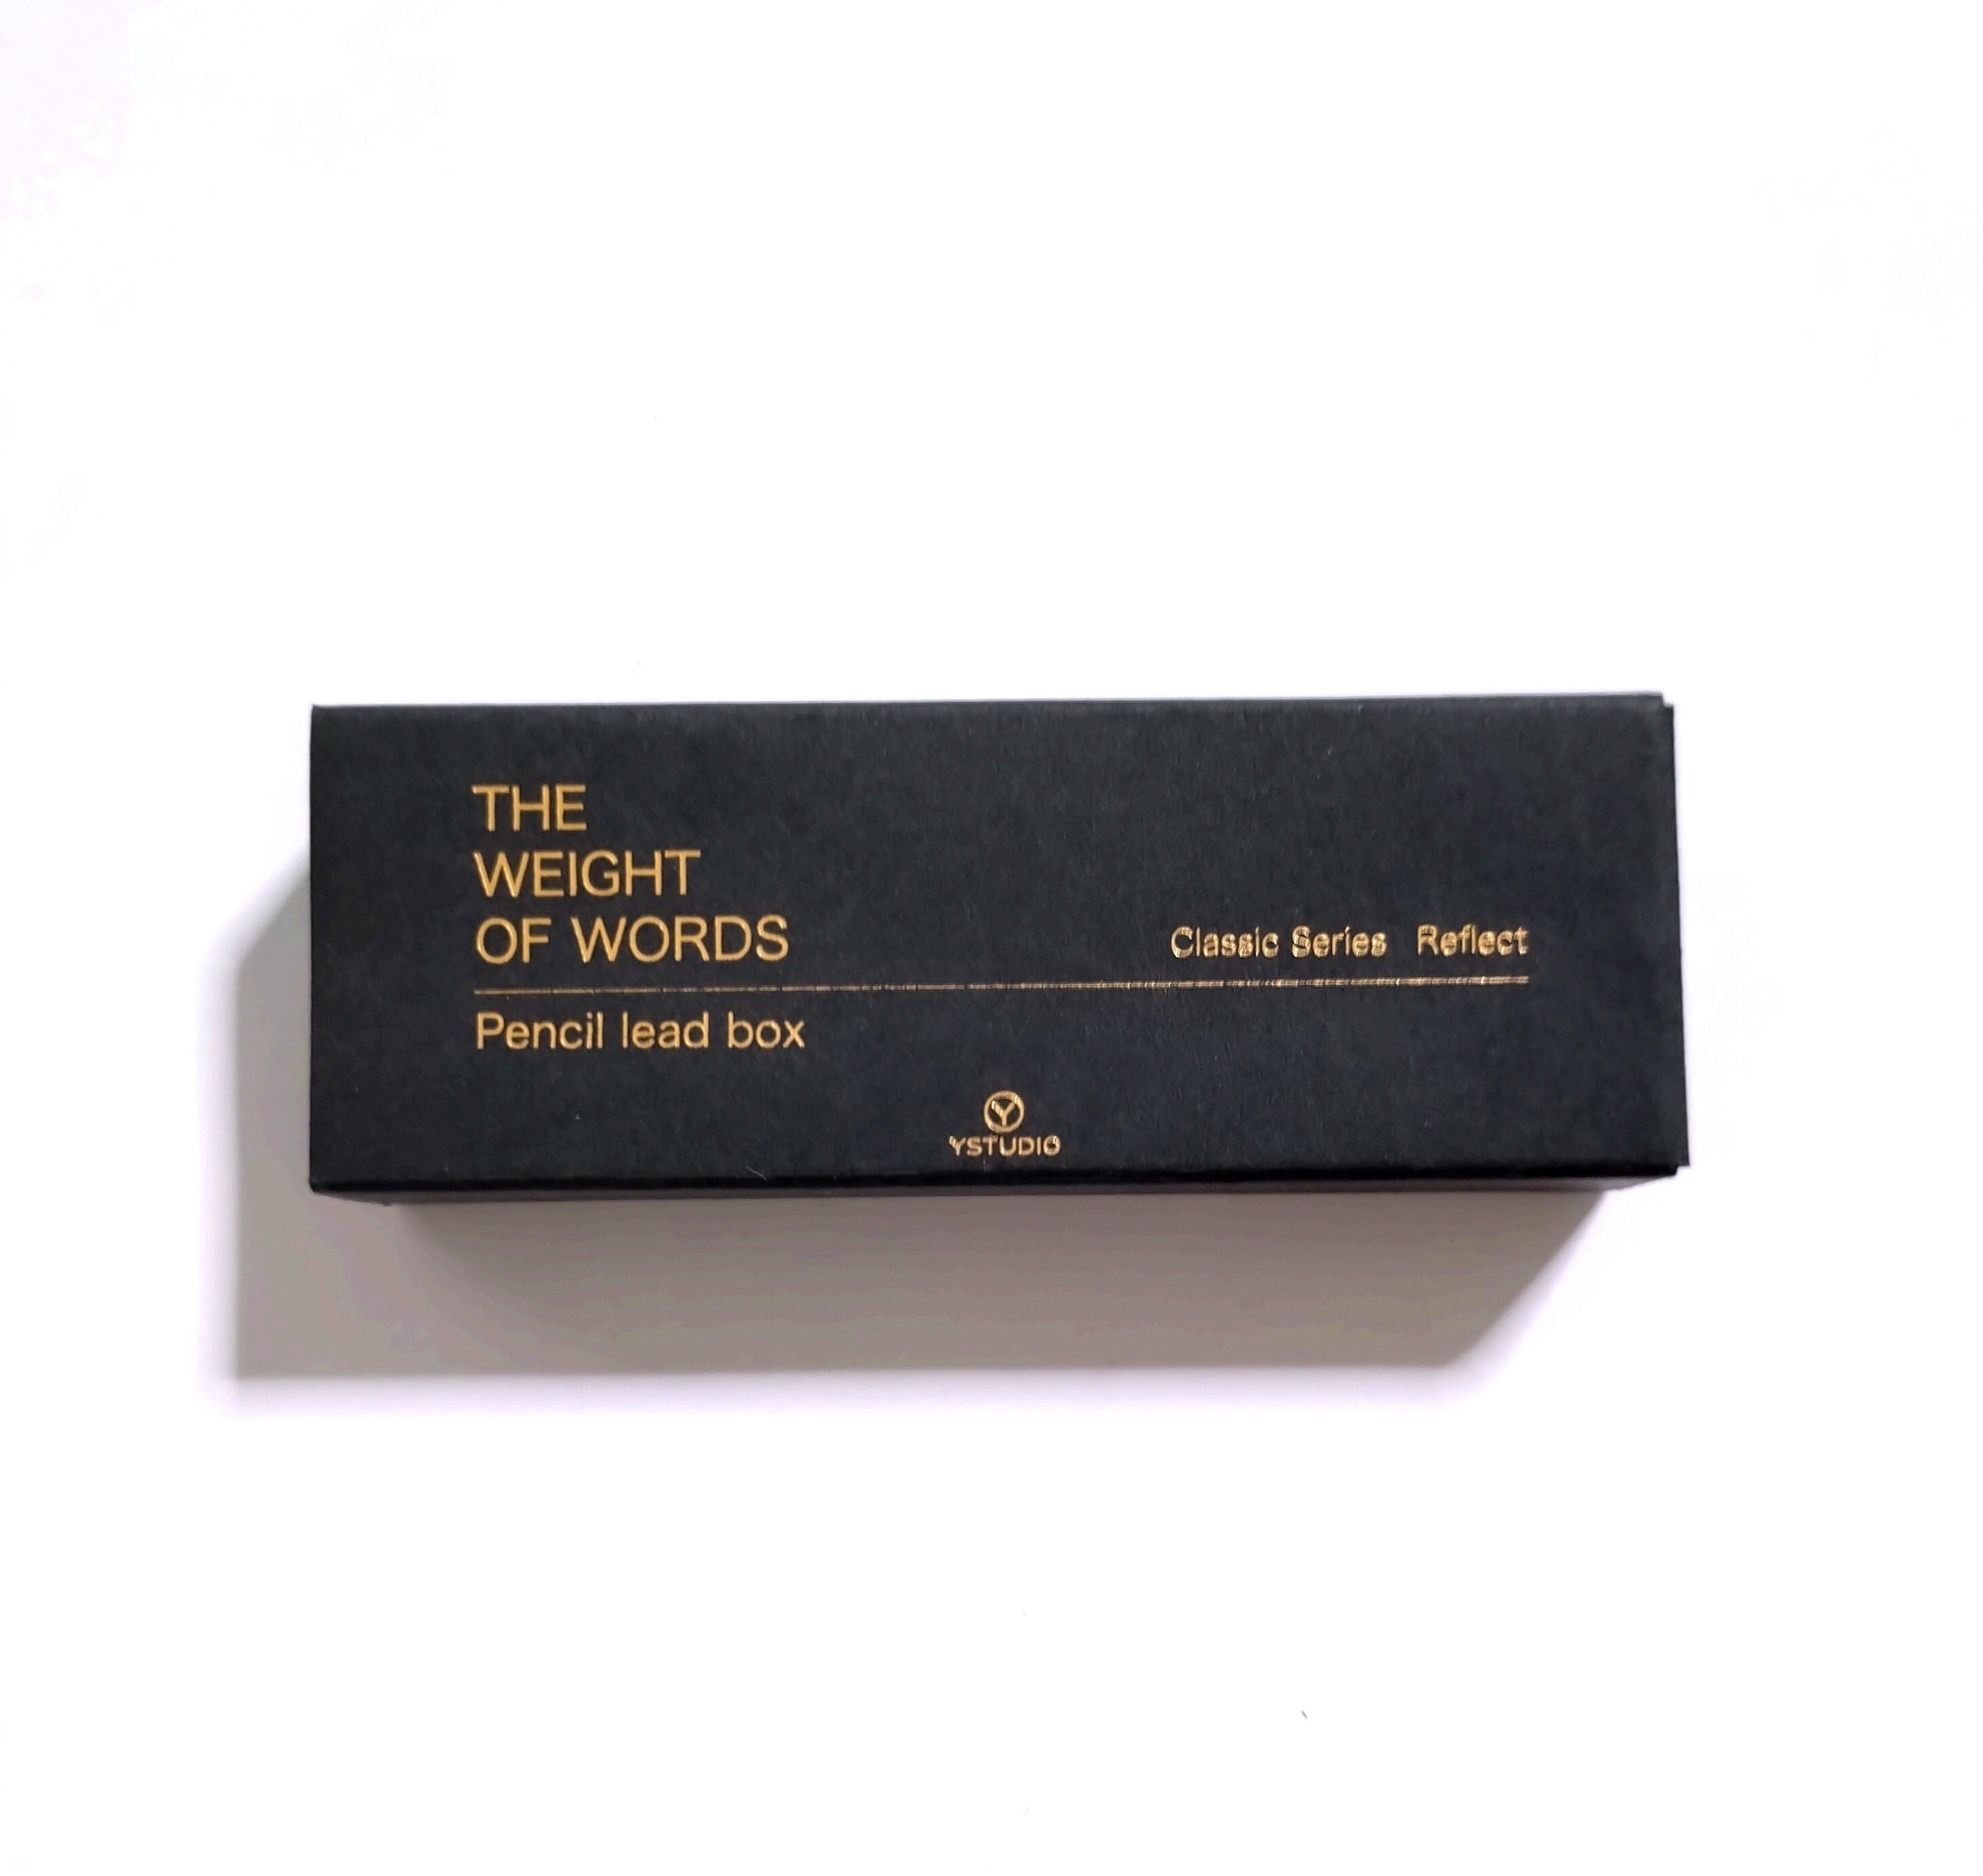 THE
WEIGHT
OF WORDS
Classic Series Reflect
Pencil lead box
Y
YSTUDIO